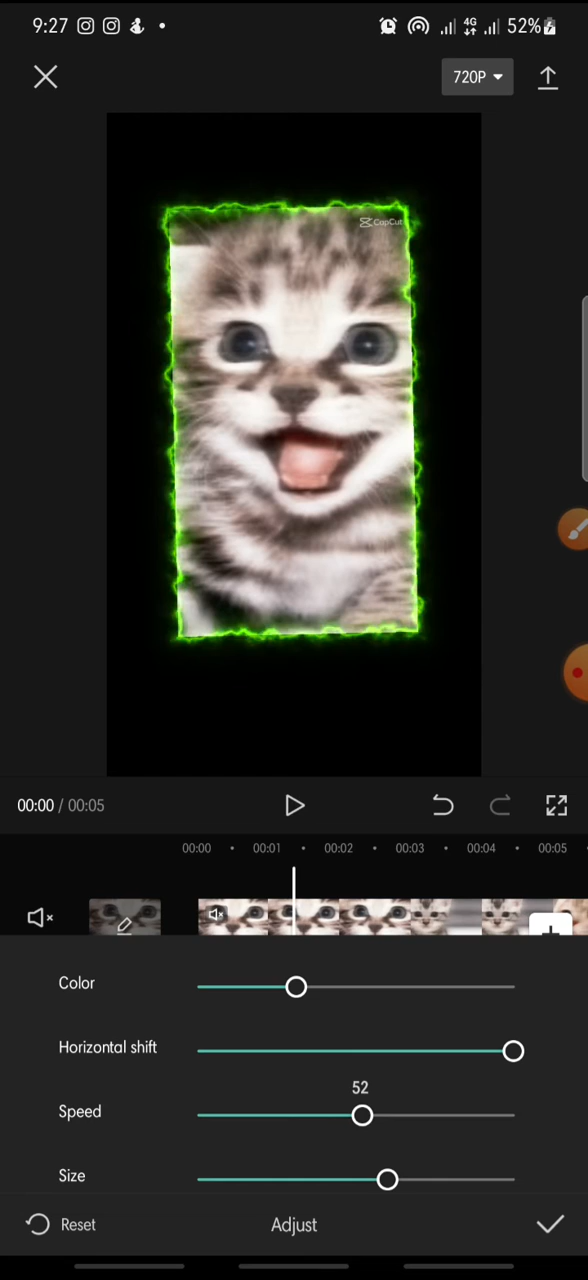 9:27 4G 52%
720P
CapCut
00:00 / 00:05
00:00 00:01 00:02 00:03 00:04 00:05
Color
Horizontal shift
52
Speed
Size
Reset Adjust